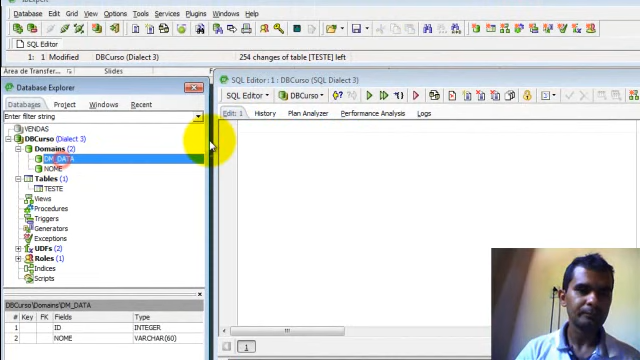 Database Edit Grid View Options Tools Services Plugins Windows Help
SQL Editor
1 : 1 Modified DBCurso (Dialect 3) 254 changes of table [TESTE] left
Área de Transfer... Slides
Database Explorer
Databases Project Windows Recent
Enter filter string
VENDAS
DBCurso (Dialect 3)
Domains (2)
DM_DATA
NOME
Tables (1)
TESTE
Views
Procedures
Triggers
Generators
Exceptions
UDFs (2)
Roles (1)
Indices
Scripts
DBCurso\Domains\DM_DATA
# Key FK Fields Type
1 ID INTEGER
2 NOME VARCHAR(60)
SQL Editor : 1 : DBCurso (SQL Dialect 3)
SQL Editor DBCurso
Edit: 1 History Plan Analyzer Performance Analysis Logs
1